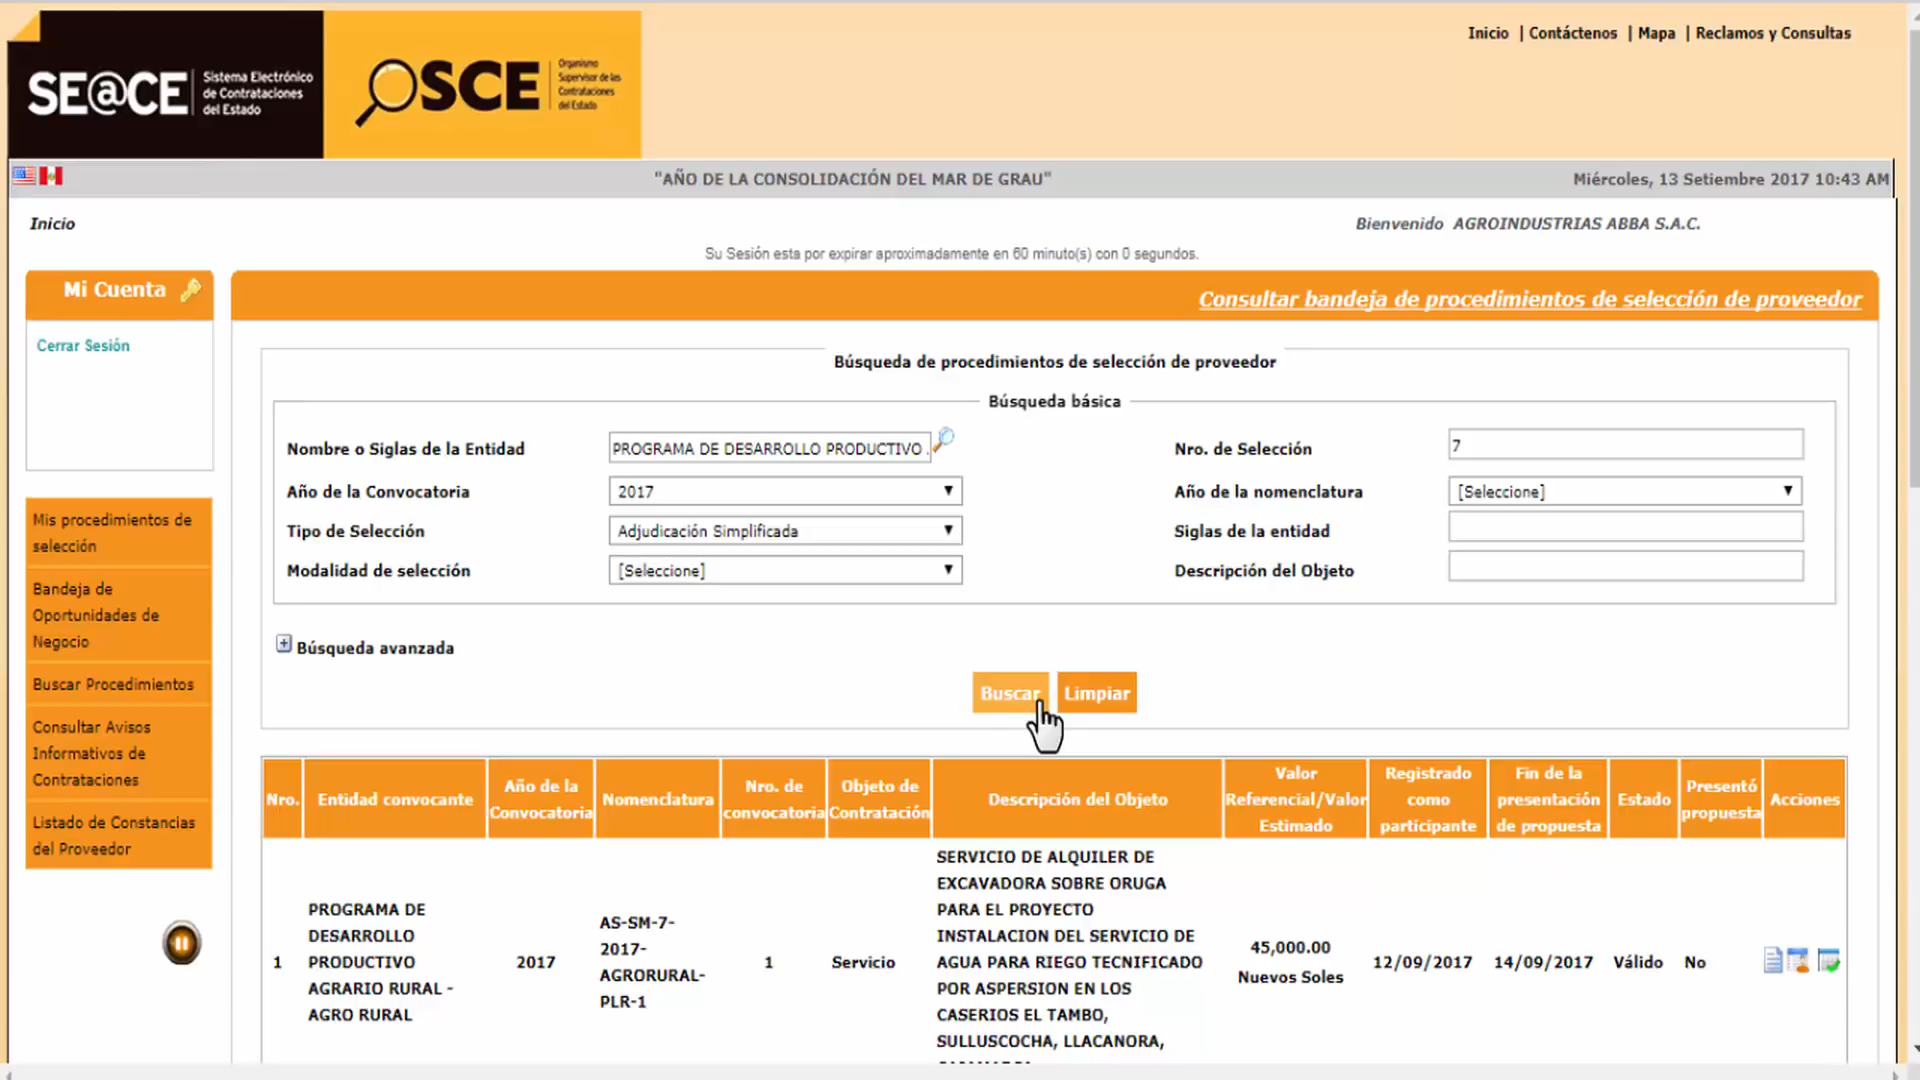 Inicio | Contáctenos | Mapa | Reclamos y Consultas
SE@CE
Sistema Electrónico
de Contrataciones
del Estado
OSCE
Organismo
Supervisor de las
Contrataciones
del Estado
"AÑO DE LA CONSOLIDACIÓN DEL MAR DE GRAU"
Miércoles, 13 Setiembre 2017 10:43 AM
Inicio
Bienvenido AGROINDUSTRIAS ABBA S.A.C.
Su Sesión esta por expirar aproximadamente en 60 minuto(s) con 0 segundos.
Mi Cuenta
Cerrar Sesión
Mis procedimientos de
selección
Bandeja de
Oportunidades de
Negocio
Buscar Procedimientos
Consultar Avisos
Informativos de
Contrataciones
Listado de Constancias
del Proveedor
Consultar bandeja de procedimientos de selección de proveedor
Búsqueda de procedimientos de selección de proveedor
Búsqueda básica
Nombre o Siglas de la Entidad PROGRAMA DE DESARROLLO PRODUCTIVO Nro. de Selección 7
Año de la Convocatoria 2017 Año de la nomenclatura [Seleccione]
Tipo de Selección Adjudicación Simplificada Siglas de la entidad
Modalidad de selección [Seleccione] Descripción del Objeto
Búsqueda avanzada
Buscar Limpiar
Nro.
Entidad convocante
Año de la
Convocatoria
Nomenclatura
Nro. de
convocatoria
Objeto de
Contratación
Descripción del Objeto
Valor
Referencial/Valor
Estimado
Registrado
como
participante
Fin de la
presentación
de propuesta
Estado
Presentó
propuesta
Acciones
1
PROGRAMA DE
DESARROLLO
PRODUCTIVO
AGRARIO RURAL -
AGRO RURAL
2017
AS-SM-7-
2017-
AGRORURAL-
PLR-1
1
Servicio
SERVICIO DE ALQUILER DE
EXCAVADORA SOBRE ORUGA
PARA EL PROYECTO
INSTALACION DEL SERVICIO DE
AGUA PARA RIEGO TECNIFICADO
POR ASPERSION EN LOS
CASERIOS EL TAMBO,
SULLUSCOCHA, LLACANORA,
45,000.00
Nuevos Soles
12/09/2017
14/09/2017
Válido
No